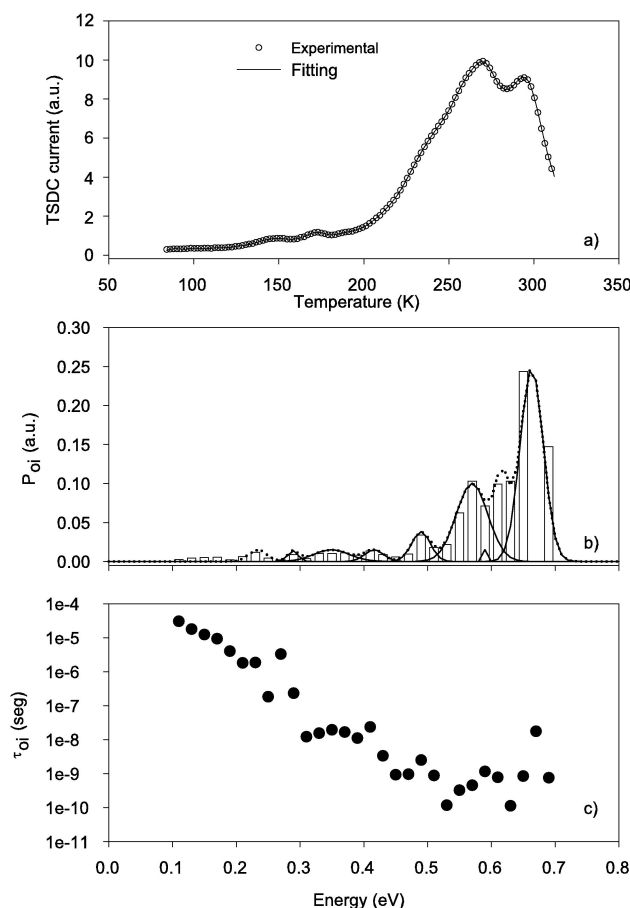 12
10
8
6
4
2
0
TSDC current (a.u.)
Experimental
Fitting
a)
50 100 150 200 250 300 350
Temperature (K)
0.30
0.25
0.20
0.15
0.10
0.05
0.00
Poi (a.u.)
b)
1e-4
1e-5
1e-6
1e-7
1e-8
1e-9
1e-10
1e-11
τoi (seg)
c)
0.0 0.1 0.2 0.3 0.4 0.5 0.6 0.7 0.8
Energy (eV)